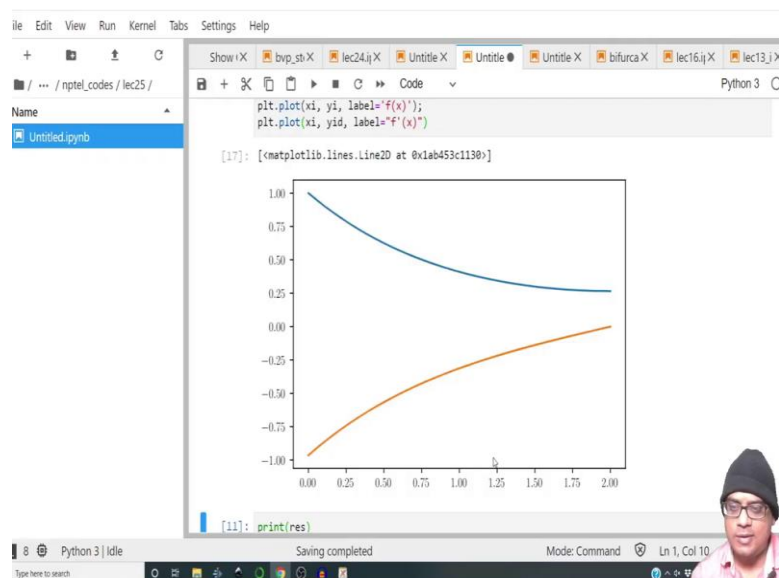 ile Edit View Run Kernel Tabs Settings Help
Show X bvp_st X lec24.i X Untitle X Untitle Untitle X bifurca X lec16.i X lec13_i X
/ ... / nptel_codes / lec25 /
Code
Python 3
Name
Untitled.ipynb
plt.plot(xi, yi, label='f(x)');
plt.plot(xi, yid, label="f'(x)")
[17]: [<matplotlib.lines.Line2D at 0x1ab453c1130>]
1.00
0.75
0.50
0.25
0.00
−0.25
−0.50
−0.75
−1.00
0.00 0.25 0.50 0.75 1.00 1.25 1.50 1.75 2.00
[11]: print(res)
8 Python 3 | Idle Saving completed Mode: Command Ln 1, Col 10
Type here to search